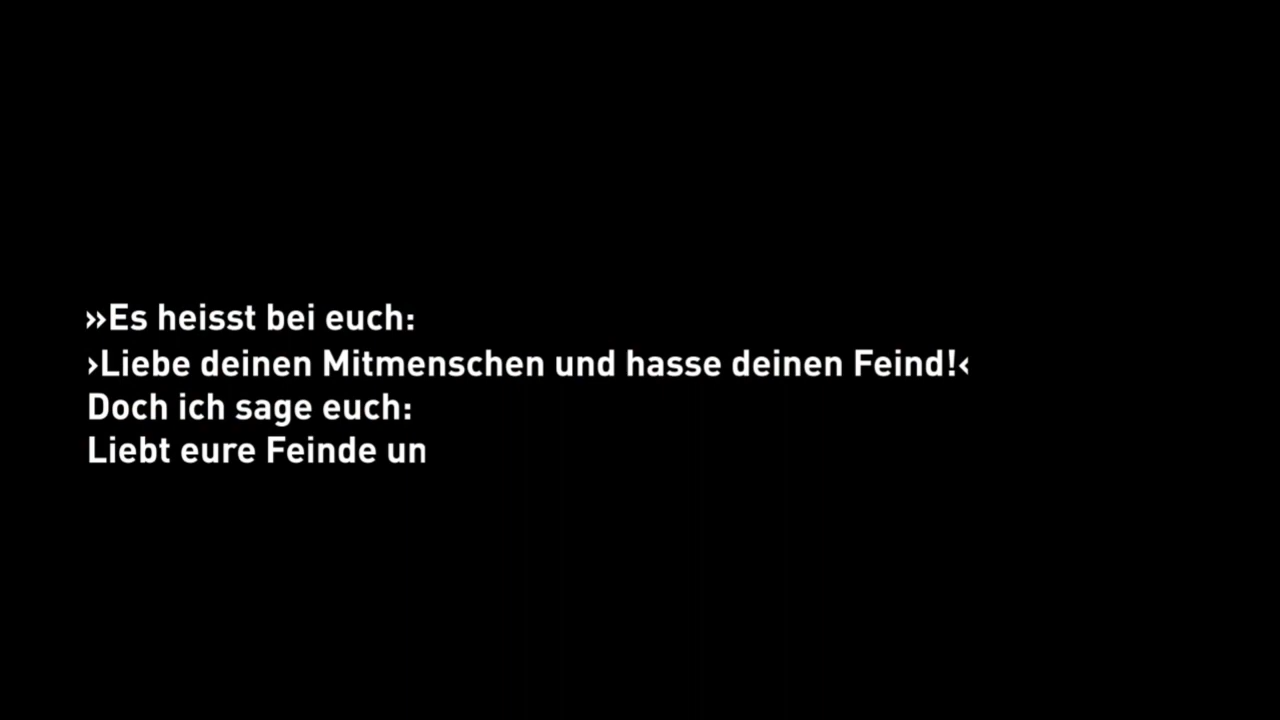 »Es heisst bei euch:
›Liebe deinen Mitmenschen und hasse deinen Feind!‹
Doch ich sage euch:
Liebt eure Feinde un